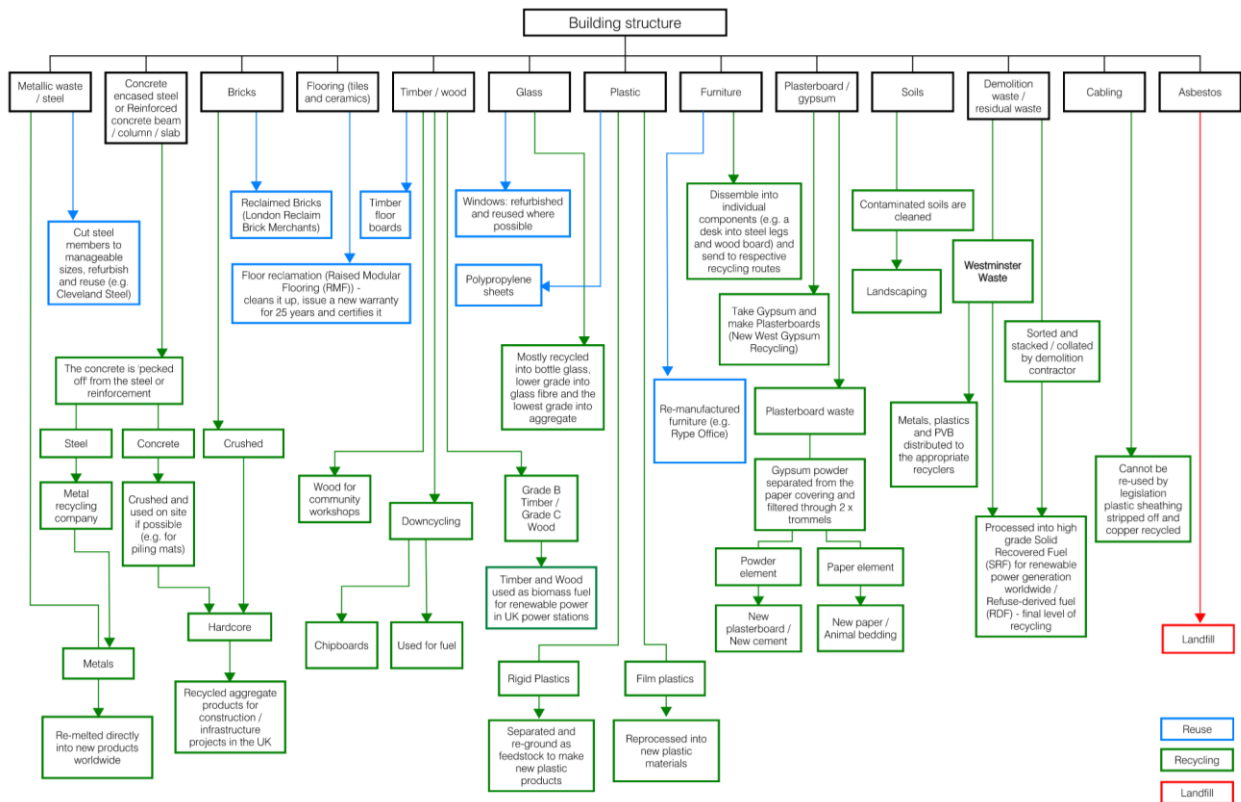 Building structure
Metallic waste
/ steel
Concrete
encased steel
or Reinforced
concrete beam
/ column / slab
Bricks
Flooring (tiles
and ceramics)
Timber / wood
Glass
Plastic
Furniture
Plasterboard /
gypsum
Soils
Demolition
waste /
residual waste
Cabling
Asbestos
Cut steel
members to
manageable
sizes, refurbish
and reuse (e.g.
Cleveland Steel)
Reclaimed Bricks
(London Reclaim
Brick Merchants)
Timber
floor
boards
Floor reclamation (Raised Modular
Flooring (RMF)) -
cleans it up, issue a new warranty
for 25 years and certifies it
Windows: refurbished
and reused where
possible
Polypropylene
sheets
Dissemble into
individual
components (e.g. a
desk into steel legs
and wood board) and
send to respective
recycling routes
Contaminated soils are
cleaned
Landscaping
Westminster
Waste
Take Gypsum and
make Plasterboards
(New West Gypsum
Recycling)
Sorted and
stacked / collated
by demolition
contractor
The concrete is 'pecked
off' from the steel or
reinforcement
Mostly recycled
into bottle glass,
lower grade into
glass fibre and the
lowest grade into
aggregate
Re-manufactured
furniture (e.g.
Rype Office)
Plasterboard waste
Metals, plastics
and PVB
distributed to
the appropriate
recyclers
Steel
Concrete
Crushed
Metal
recycling
company
Crushed and
used on site
if possible
(e.g. for
piling mats)
Wood for
community
workshops
Downcycling
Grade B
Timber /
Grade C
Wood
Gypsum powder
separated from the
paper covering and
filtered through 2 x
trommels
Cannot be
re-used by
legislation
plastic sheathing
stripped off and
copper recycled
Processed into high
grade Solid
Recovered Fuel
(SRF) for renewable
power generation
worldwide /
Refuse-derived fuel
(RDF) - final level of
recycling
Powder
element
Paper element
Timber and Wood
used as biomass fuel
for renewable power
in UK power stations
New
plasterboard /
New cement
New paper /
Animal bedding
Hardcore
Chipboards
Used for fuel
Landfill
Metals
Rigid Plastics
Film plastics
Recycled aggregate
products for
construction /
infrastructure
projects in the UK
Re-melted directly
into new products
worldwide
Separated and
re-ground as
feedstock to make
new plastic
products
Reprocessed into
new plastic
materials
Reuse
Recycling
Landfill